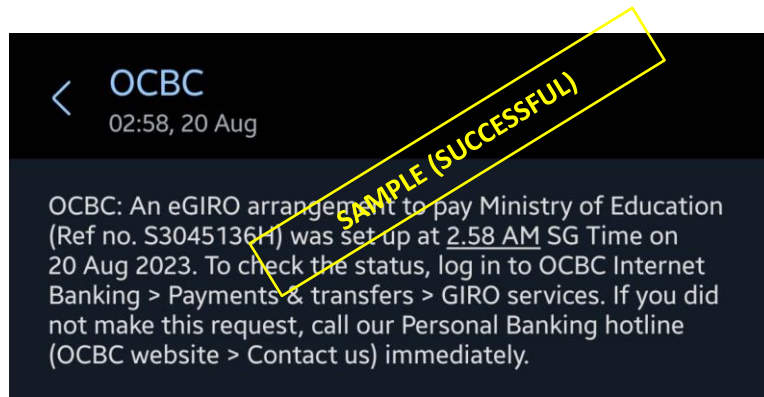 OCBC
02:58, 20 Aug
SAMPLE (SUCCESSFUL)
OCBC: An eGIRO arrangement to pay Ministry of Education
(Ref no. S3045136H) was set up at 2.58 AM SG Time on
20 Aug 2023. To check the status, log in to OCBC Internet
Banking > Payments & transfers > GIRO services. If you did
not make this request, call our Personal Banking hotline
(OCBC website > Contact us) immediately.